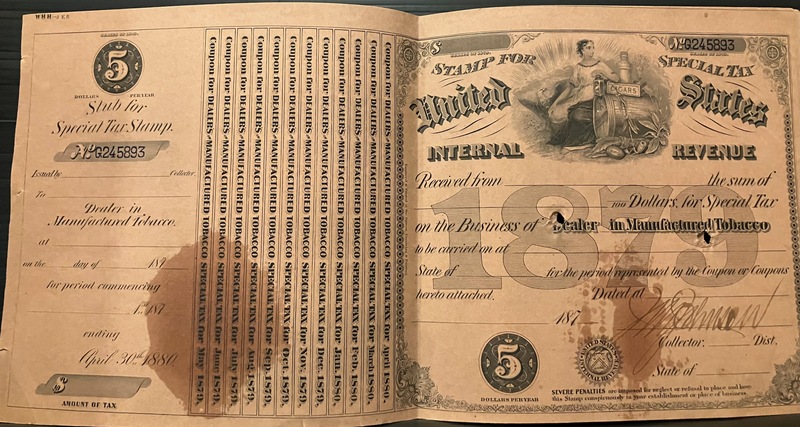 SERIES OF 1879.
5
DOLLARS PER YEAR
Stub for
Special Tax Stamp.
No. G245893
Issued by Collector
To
Dealer in
Manufactured Tobacco.
at
on the day of 187
for period commencing
1st 187
ending
April 30th 1880.
AMOUNT OF TAX
Coupon for DEALERS-MANUFACTURED TOBACCO SPECIAL TAX for May 1879.
Coupon for DEALERS-MANUFACTURED TOBACCO SPECIAL TAX for June 1879.
Coupon for DEALERS-MANUFACTURED TOBACCO SPECIAL TAX for July 1879.
Coupon for DEALERS-MANUFACTURED TOBACCO SPECIAL TAX for Aug. 1879.
Coupon for DEALERS-MANUFACTURED TOBACCO SPECIAL TAX for Sep. 1879.
Coupon for DEALERS-MANUFACTURED TOBACCO SPECIAL TAX for Oct. 1879.
Coupon for DEALERS-MANUFACTURED TOBACCO SPECIAL TAX for Nov. 1879.
Coupon for DEALERS-MANUFACTURED TOBACCO SPECIAL TAX for Dec. 1879.
Coupon for DEALERS-MANUFACTURED TOBACCO SPECIAL TAX for Jan. 1880.
Coupon for DEALERS-MANUFACTURED TOBACCO SPECIAL TAX for Feb. 1880.
Coupon for DEALERS-MANUFACTURED TOBACCO SPECIAL TAX for March 1880.
Coupon for DEALERS-MANUFACTURED TOBACCO SPECIAL TAX for April 1880.
$
SERIES OF 1879.
No. G245893
SERIES OF 1879.
STAMP FOR SPECIAL TAX
CIGARS
United States
INTERNAL REVENUE
Received from the sum of
100 Dollars, for Special Tax
1879
on the Business of Dealer in Manufactured Tobacco
to be carried on at
State of for the period represented by the Coupon or Coupons
hereto attached. Dated at
187
Collector. Dist.
State of
5
DOLLARS PER YEAR
SEVERE PENALTIES are imposed for neglect or refusal to place and keep
this Stamp conspicuously in your establishment or place of business.